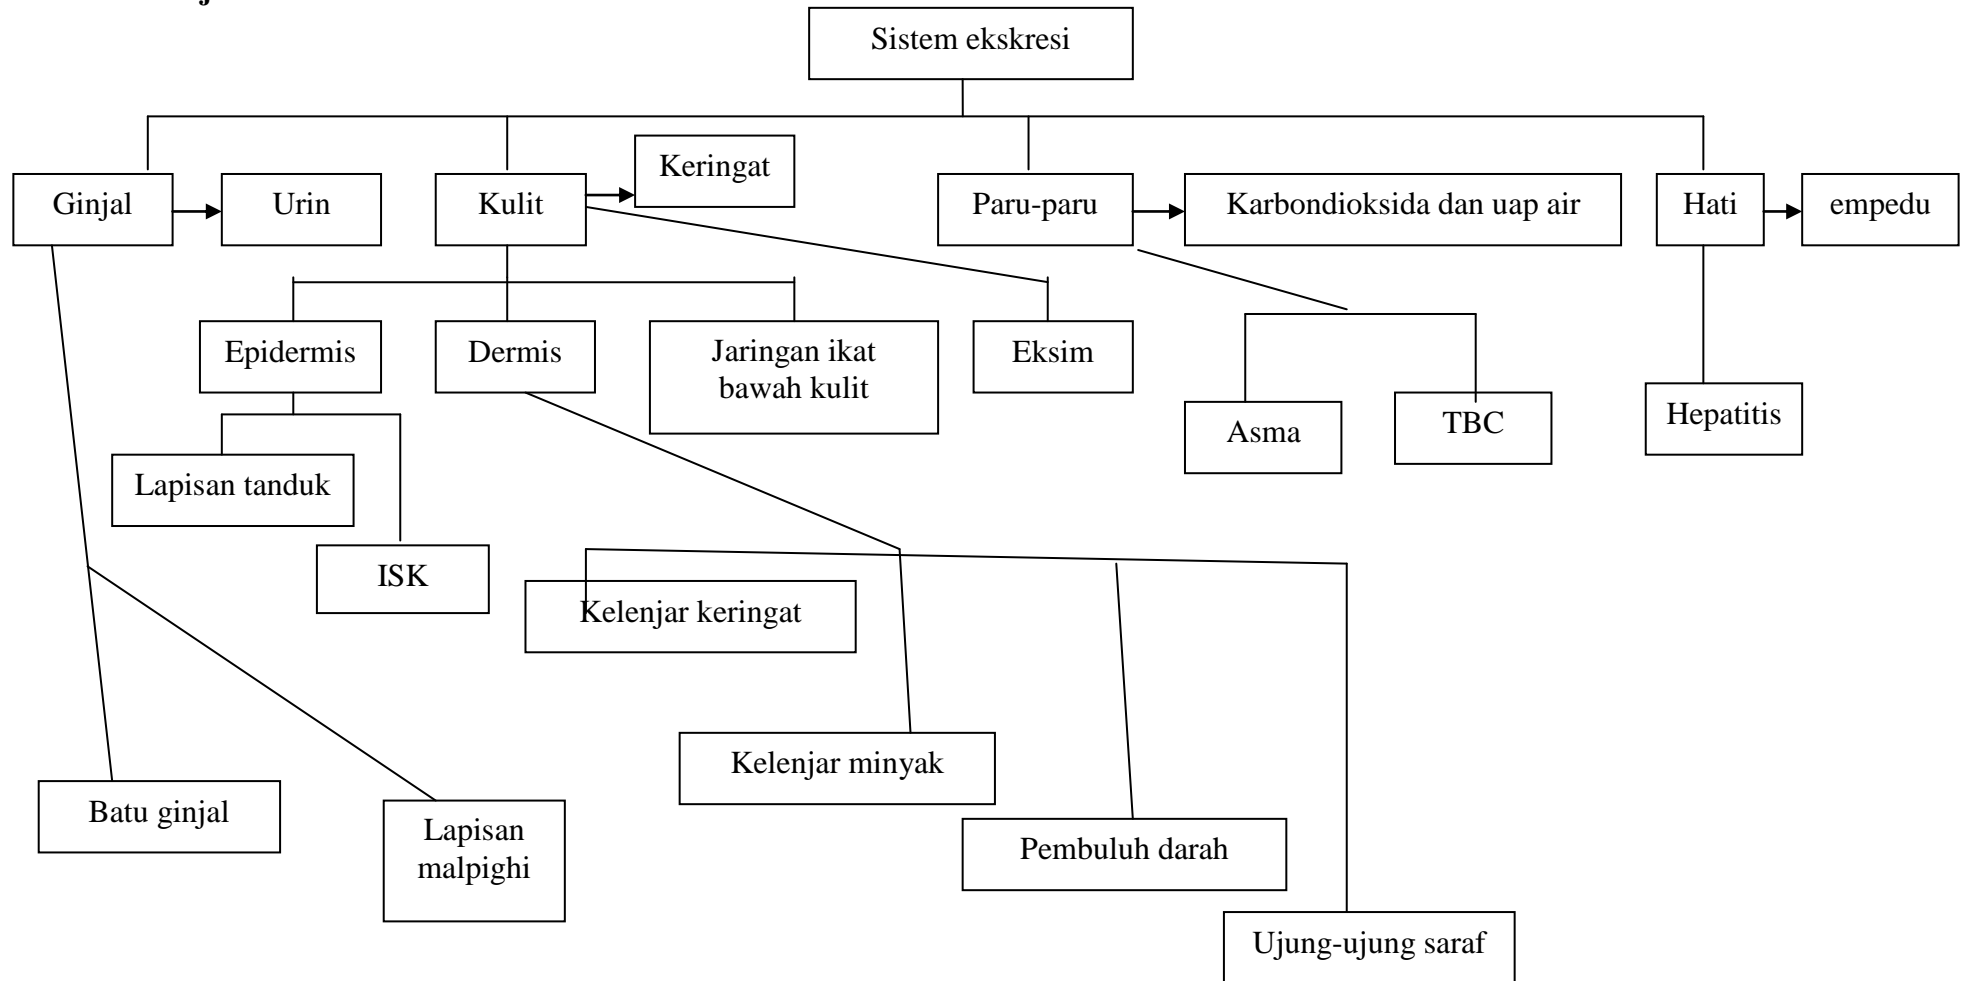 Sistem ekskresi
Keringat
Ginjal
Urin
Kulit
Paru-paru
Karbondioksida dan uap air
Hati
empedu
Epidermis
Dermis
Jaringan ikat
bawah kulit
Eksim
Asma
TBC
Hepatitis
Lapisan tanduk
ISK
Kelenjar keringat
Kelenjar minyak
Batu ginjal
Lapisan
malpighi
Pembuluh darah
Ujung-ujung saraf